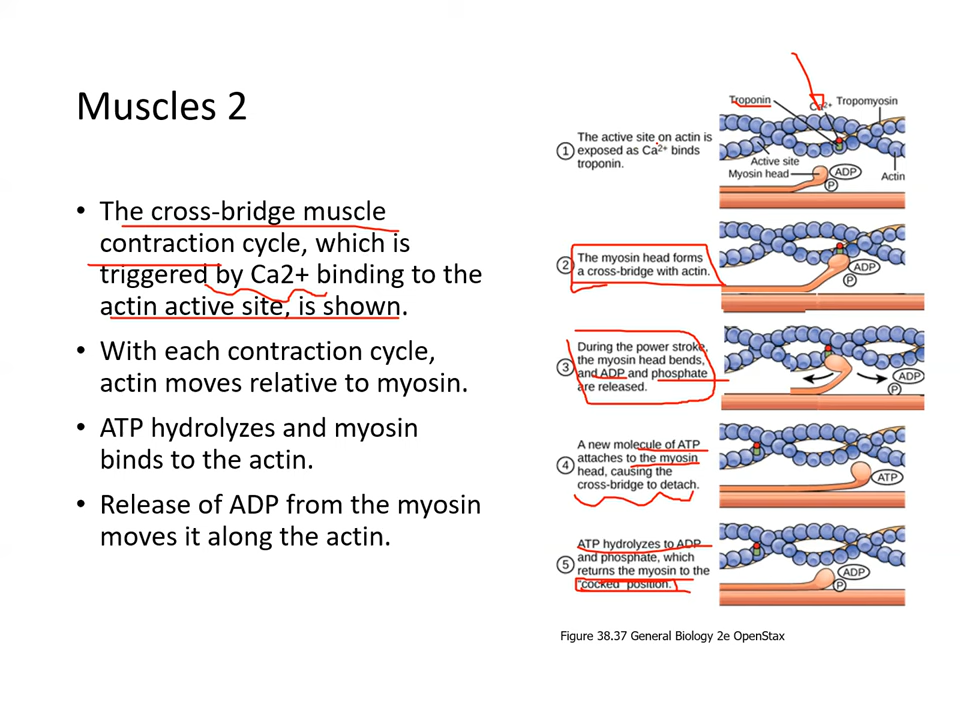 Muscles 2
• The cross-bridge muscle
contraction cycle, which is
triggered by Ca2+ binding to the
actin active site, is shown.
• With each contraction cycle,
actin moves relative to myosin.
• ATP hydrolyzes and myosin
binds to the actin.
• Release of ADP from the myosin
moves it along the actin.
1
The active site on actin is
exposed as Ca²⁺ binds
troponin.
Troponin
Ca²⁺
Tropomyosin
Active site
Myosin head
ADP
P
Actin
2
The myosin head forms
a cross-bridge with actin.
ADP
P
3
During the power stroke,
the myosin head bends,
and ADP and phosphate
are released.
ADP
P
4
A new molecule of ATP
attaches to the myosin
head, causing the
cross-bridge to detach.
ATP
5
ATP hydrolyzes to ADP
and phosphate, which
returns the myosin to the
"cocked" position.
ADP
P
Figure 38.37 General Biology 2e OpenStax